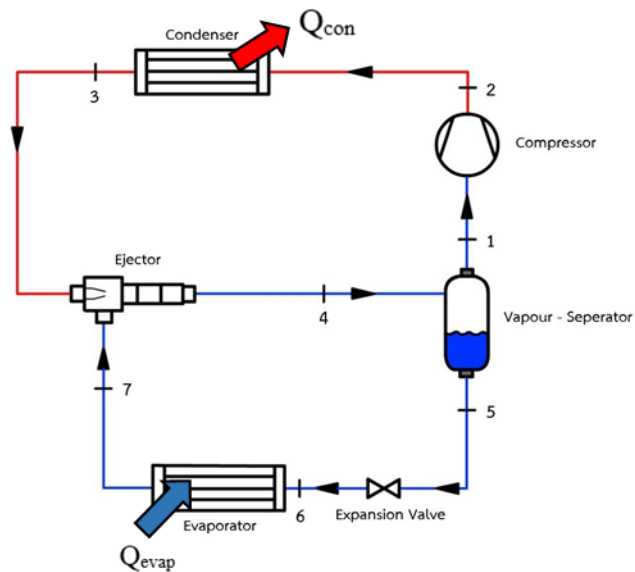 Qcon
Condenser
3
2
Compressor
1
Ejector
4
Vapour - Seperator
7
5
6
Expansion Valve
Evaporator
Qevap